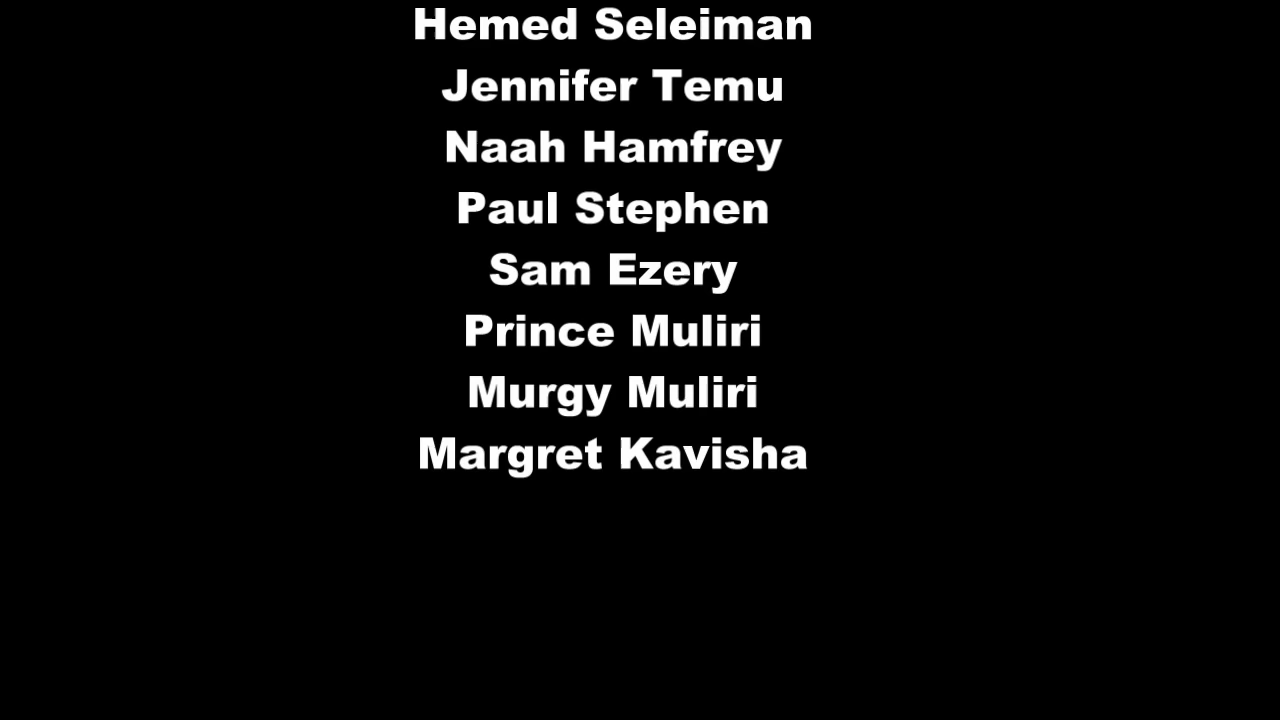 Hemed Seleiman
Jennifer Temu
Naah Hamfrey
Paul Stephen
Sam Ezery
Prince Muliri
Murgy Muliri
Margret Kavisha